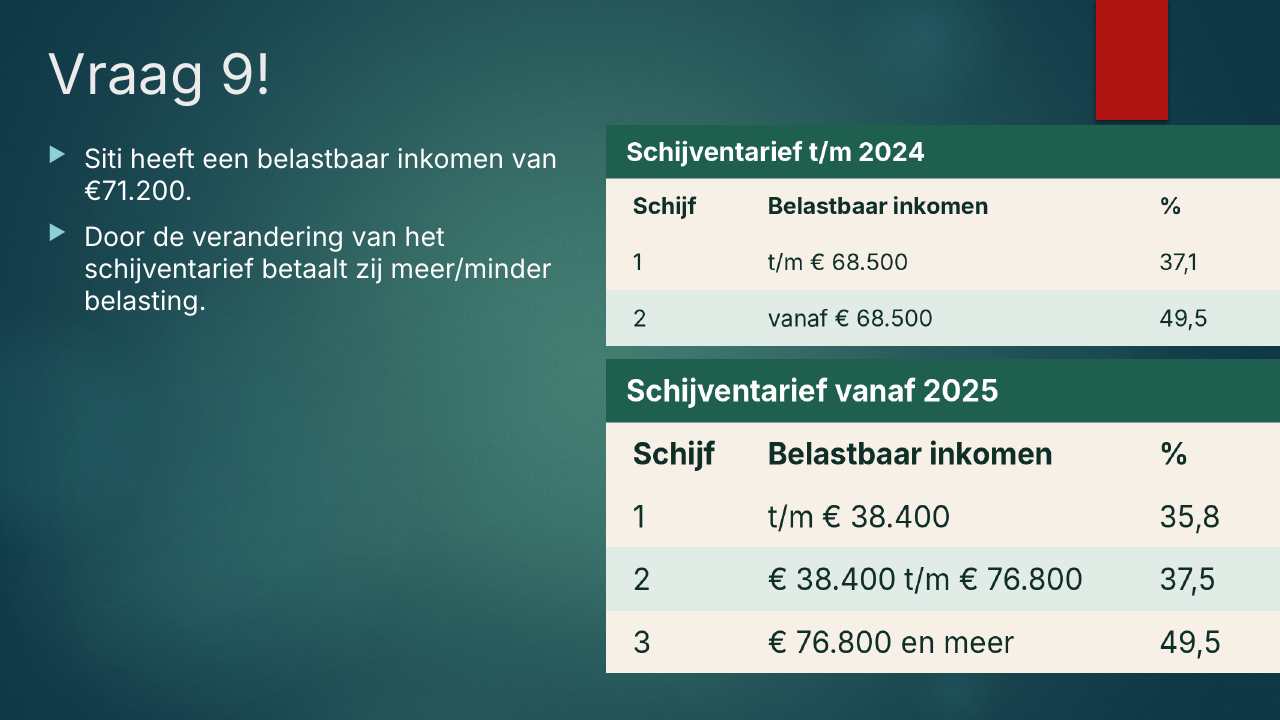 Vraag 9!
Siti heeft een belastbaar inkomen van
€71.200.
Door de verandering van het
schijventarief betaalt zij meer/minder
belasting.
Schijventarief t/m 2024
Schijf Belastbaar inkomen %
1 t/m € 68.500 37,1
2 vanaf € 68.500 49,5
Schijventarief vanaf 2025
Schijf Belastbaar inkomen %
1 t/m € 38.400 35,8
2 € 38.400 t/m € 76.800 37,5
3 € 76.800 en meer 49,5